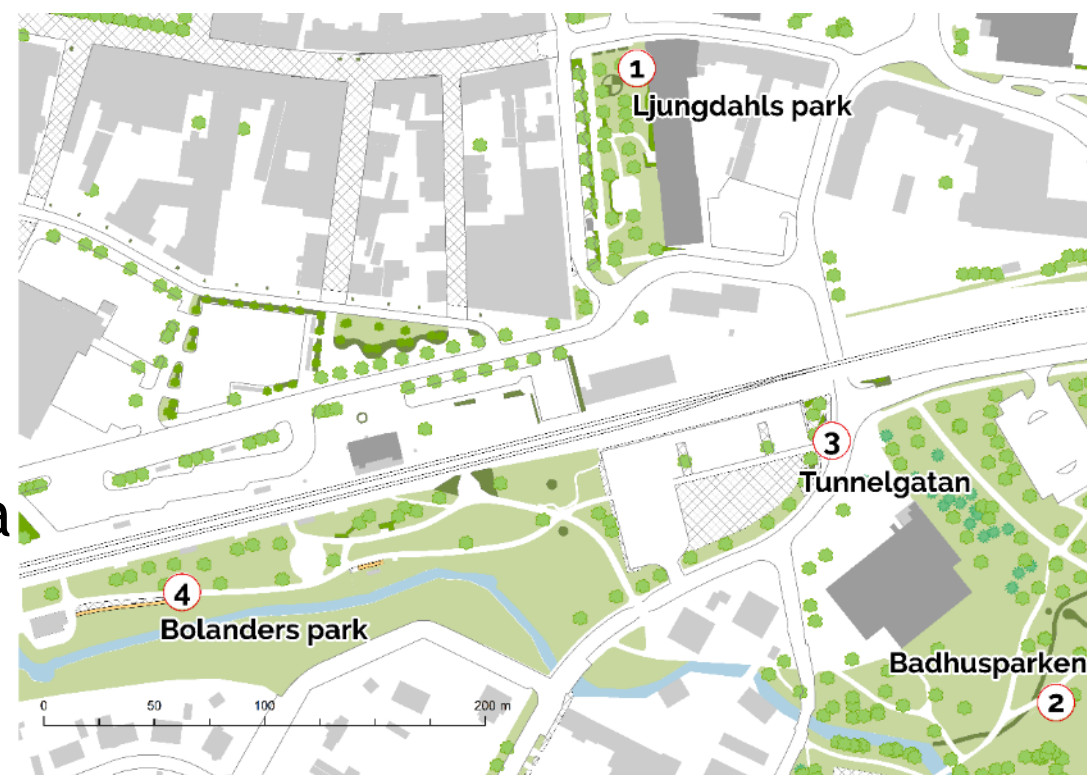 1
Ljungdahls park
3
Tunnelgatan
a
4
Bolanders park
Badhusparken
2
0 50 100 200 m